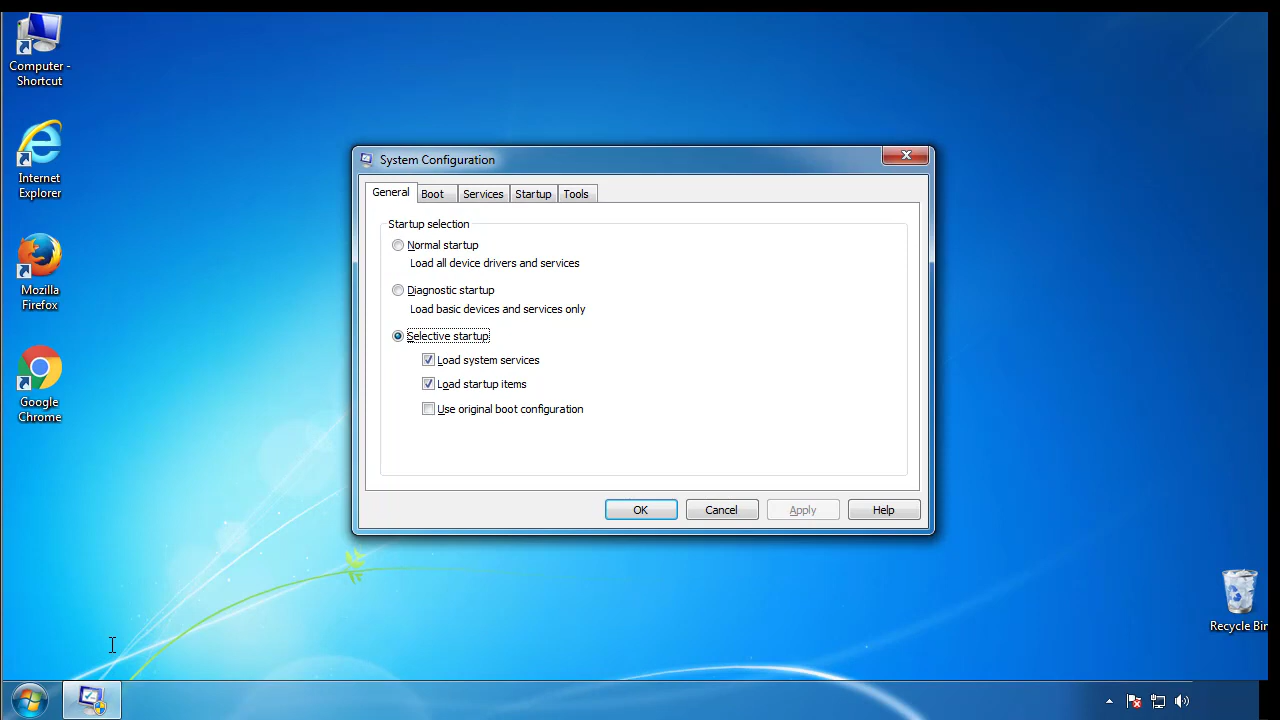 Computer -
Shortcut
Internet
Explorer
Mozilla
Firefox
Google
Chrome
System Configuration
General Boot Services Startup Tools
Startup selection
Normal startup
Load all device drivers and services
Diagnostic startup
Load basic devices and services only
Selective startup
Load system services
Load startup items
Use original boot configuration
OK Cancel Apply Help
Recycle Bin